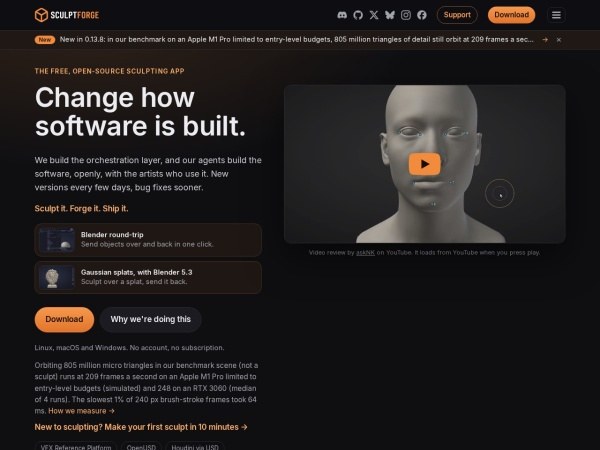 SCULPTFORGE
Support
Download
New
New in 0.13.8: in our benchmark on an Apple M1 Pro limited to entry-level budgets, 805 million triangles of detail still orbit at 209 frames a sec...
→
×
THE FREE, OPEN-SOURCE SCULPTING APP
Change how
software is built.
We build the orchestration layer, and our agents build the
software, openly, with the artists who use it. New
versions every few days, bug fixes sooner.
Sculpt it. Forge it. Ship it.
Blender round-trip
Send objects over and back in one click.
Gaussian splats, with Blender 5.3
Sculpt over a splat, send it back.
Download
Why we're doing this
Video review by askNK on YouTube. It loads from YouTube when you press play.
Linux, macOS and Windows. No account, no subscription.
Orbiting 805 million micro triangles in our benchmark scene (not a
sculpt) runs at 209 frames a second on an Apple M1 Pro limited to
entry-level budgets (simulated) and 248 on an RTX 3060 (median
of 4 runs). The slowest 1% of 240 px brush-stroke frames took 64
ms. How we measure →
New to sculpting? Make your first sculpt in 10 minutes →
VFX Reference Platform
OpenUSD
Houdini via USD